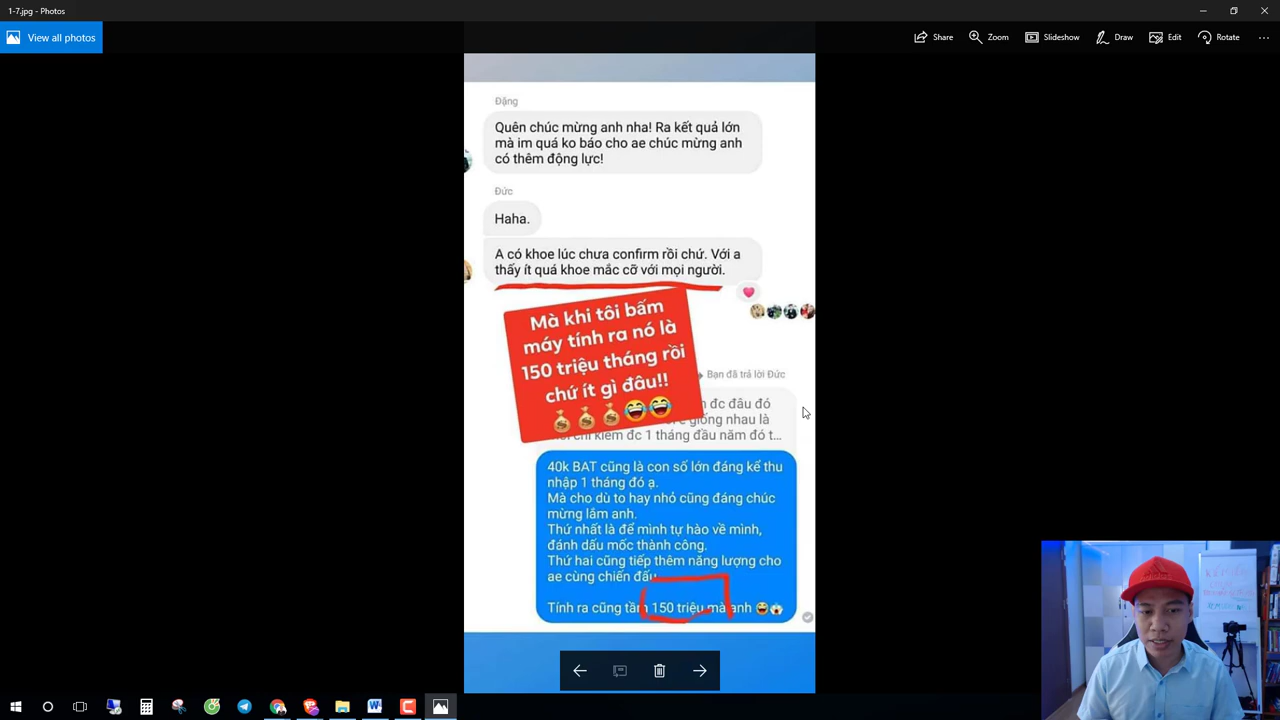 1-7.jpg - Photos
View all photos
Share
Zoom
Slideshow
Draw
Edit
Rotate
Đặng
Quên chúc mừng anh nha! Ra kết quả lớn
mà im quá ko báo cho ae chúc mừng anh
có thêm động lực!
Đức
Haha.
A có khoe lúc chưa confirm rồi chứ. Với a
thấy ít quá khoe mắc cỡ với mọi người.
Mà khi tôi bấm
máy tính ra nó là
150 triệu tháng rồi
chứ ít gì đâu!!
Bạn đã trả lời Đức
đc đâu đó
giống nhau là
chỉ kiếm đc 1 tháng đầu năm đó t...
40k BAT cũng là con số lớn đáng kể thu
nhập 1 tháng đó ạ.
Mà cho dù to hay nhỏ cũng đáng chúc
mừng lắm anh.
Thứ nhất là để mình tự hào về mình,
đánh dấu mốc thành công.
Thứ hai cũng tiếp thêm năng lượng cho
ae cùng chiến đấu
Tính ra cũng tầm 150 triệu mà anh